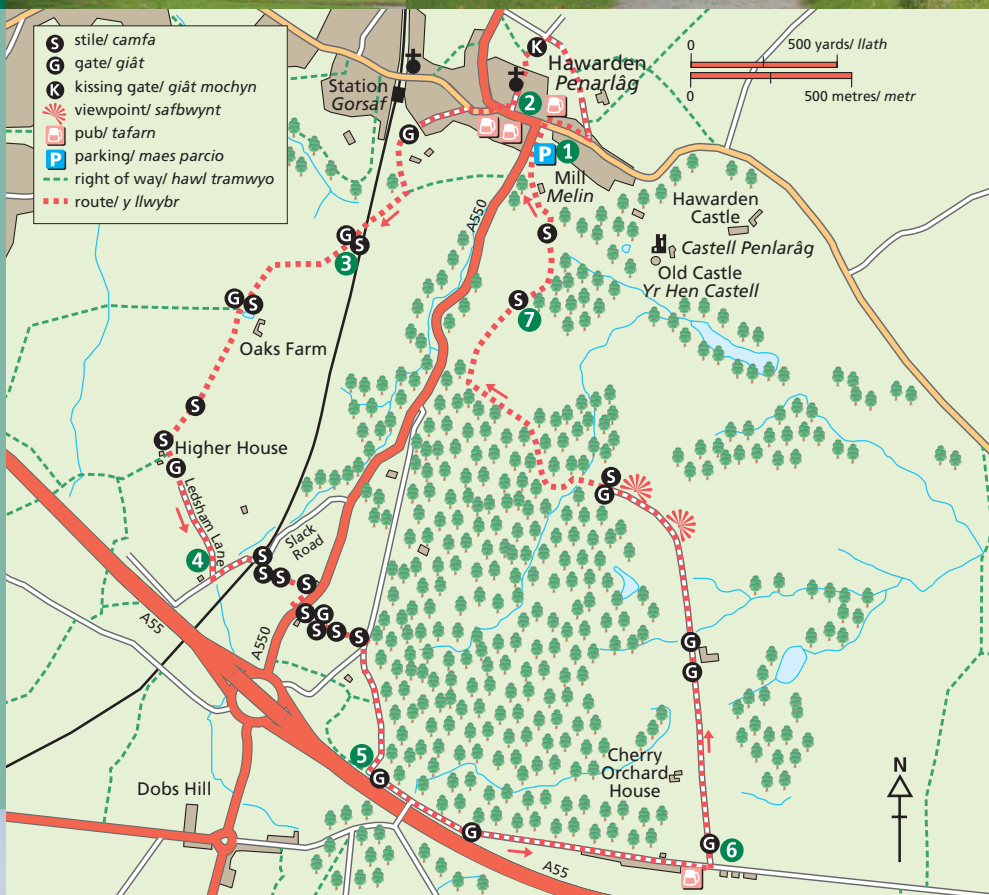 S stile/ camfa
G gate/ giât
K kissing gate/ giât mochyn
viewpoint/ safbwynt
pub/ tafarn
P parking/ maes parcio
right of way/ hawl tramwyo
route/ y llwybr
0 500 yards/ llath
0 500 metres/ metr
K
Hawarden
Penarlâg
Station
Gorsaf
2
G
P 1
Mill
Melin
A550
Hawarden
Castle
S
Castell Penlarâg
Old Castle
Yr Hen Castell
G
S
3
S
7
G S
Oaks Farm
S
S
Higher House
G
Ledsham Lane
S
G
Slack
Road
4
S
S S S
S G
S S S
A55
A550
G
G
5
G
Cherry
Orchard
House
Dobs Hill
N
G
G 6
A55